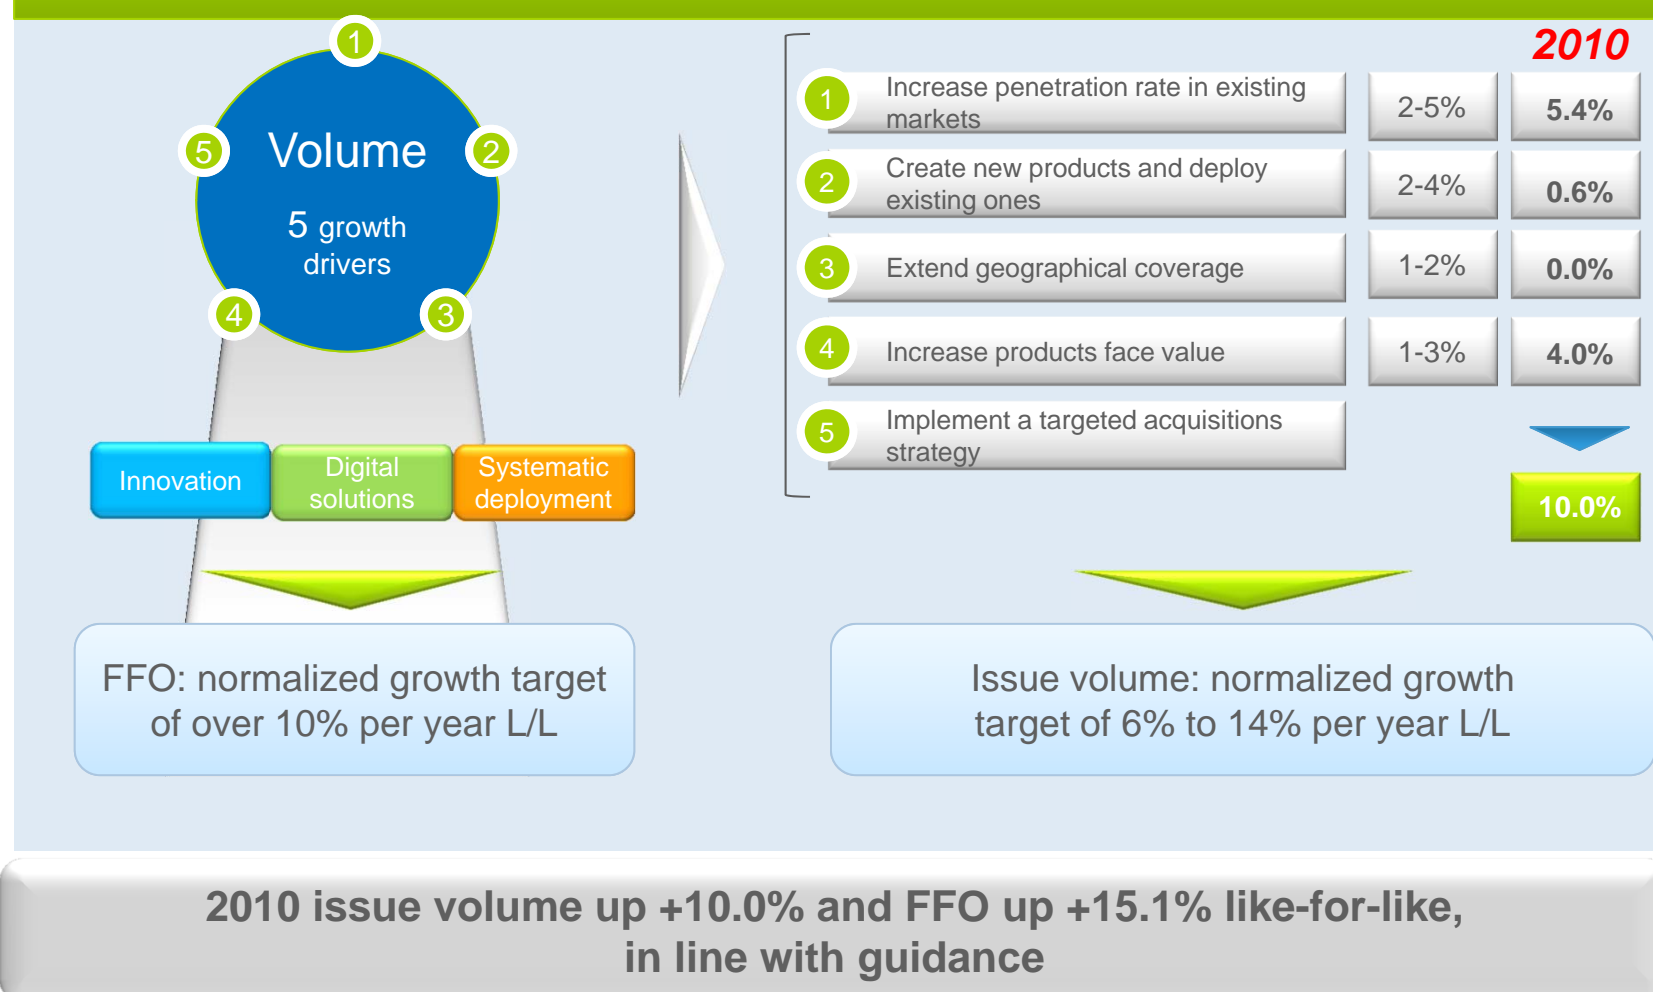 1
5
Volume
2
5 growth
drivers
4
3
Innovation
Digital
solutions
Systematic
deployment
FFO: normalized growth target
of over 10% per year L/L
2010
1
Increase penetration rate in existing
markets
2-5%
5.4%
2
Create new products and deploy
existing ones
2-4%
0.6%
3
Extend geographical coverage
1-2%
0.0%
4
Increase products face value
1-3%
4.0%
5
Implement a targeted acquisitions
strategy
10.0%
Issue volume: normalized growth
target of 6% to 14% per year L/L
2010 issue volume up +10.0% and FFO up +15.1% like-for-like,
in line with guidance